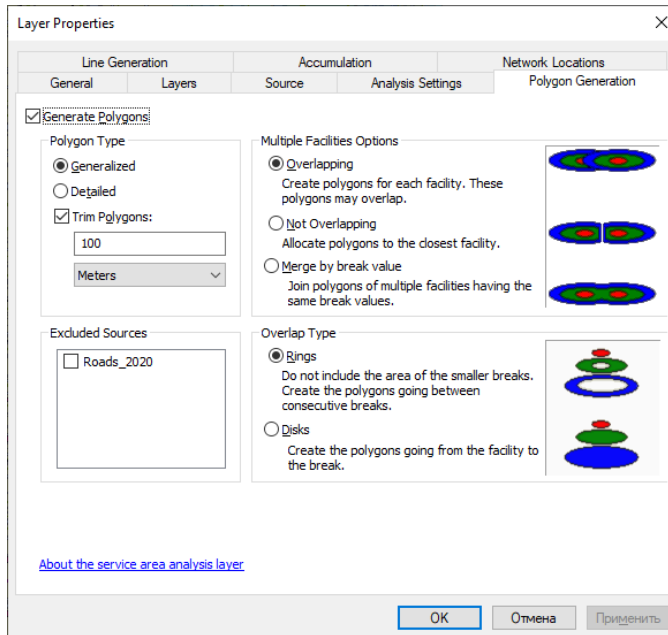 Layer Properties
Line Generation
Accumulation
Network Locations
General
Layers
Source
Analysis Settings
Polygon Generation
Generate Polygons
Polygon Type
Generalized
Detailed
Trim Polygons:
100
Meters
Multiple Facilities Options
Overlapping
Create polygons for each facility. These
polygons may overlap.
Not Overlapping
Allocate polygons to the closest facility.
Merge by break value
Join polygons of multiple facilities having the
same break values.
Excluded Sources
Roads_2020
Overlap Type
Rings
Do not include the area of the smaller breaks.
Create the polygons going between
consecutive breaks.
Disks
Create the polygons going from the facility to
the break.
About the service area analysis layer
OK
Отмена
Применить